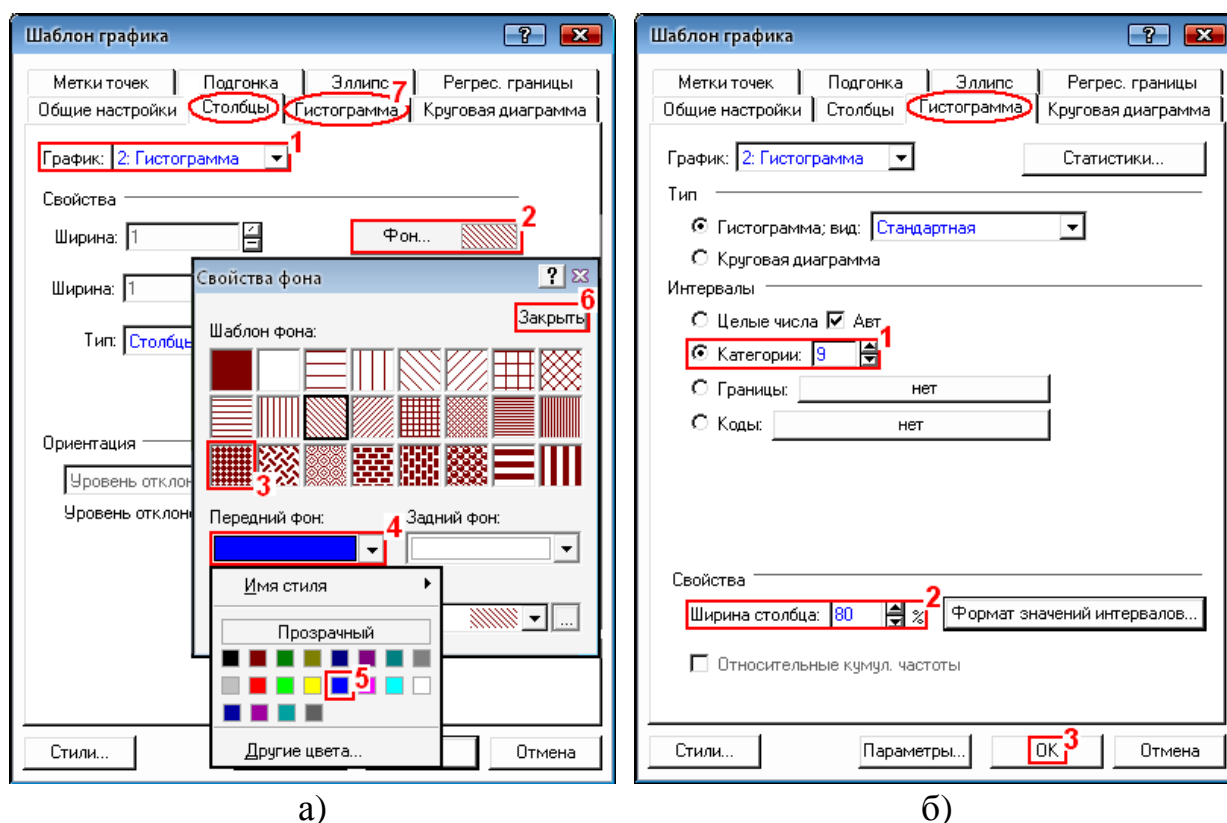 Шаблон графика
Метки точек Подгонка Эллипс Регрес. границы
7
Общие настройки Столбцы Гистограмма Круговая диаграмма
1
График: 2: Гистограмма
Свойства
2
Ширина: 1 Фон...
Свойства фона
Ширина: 1
6
Закрыть
Шаблон фона:
Тип: Столбцы
Ориентация
3
Уровень отклон
Уровень отклон
Передний фон: 4 Задний фон:
Имя стиля
Прозрачный
5
Другие цвета...
Стили... Отмена
а)
Шаблон графика
Метки точек Подгонка Эллипс Регрес. границы
Общие настройки Столбцы Гистограмма Круговая диаграмма
График: 2: Гистограмма Статистики...
Тип
Гистограмма; вид: Стандартная
Круговая диаграмма
Интервалы
Целые числа Авт
1
Категории: 9
Границы: нет
Коды: нет
Свойства
2
Ширина столбца: 80 % Формат значений интервалов...
Относительные кумул. частоты
3
Стили... Параметры... OK Отмена
б)